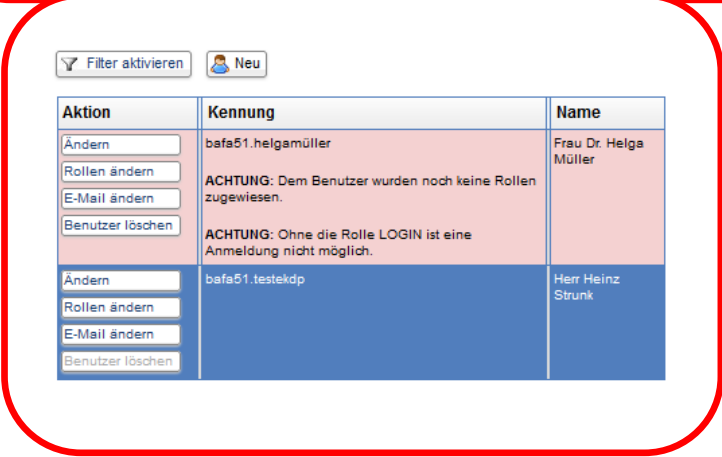 Filter aktivieren Neu
Aktion Kennung Name
Ändern
Rollen ändern
E-Mail ändern
Benutzer löschen
bafa51.helgamüller
ACHTUNG: Dem Benutzer wurden noch keine Rollen
zugewiesen.
ACHTUNG: Ohne die Rolle LOGIN ist eine
Anmeldung nicht möglich.
Frau Dr. Helga
Müller
Ändern
Rollen ändern
E-Mail ändern
Benutzer löschen
bafa51.testekdp
Herr Heinz
Strunk